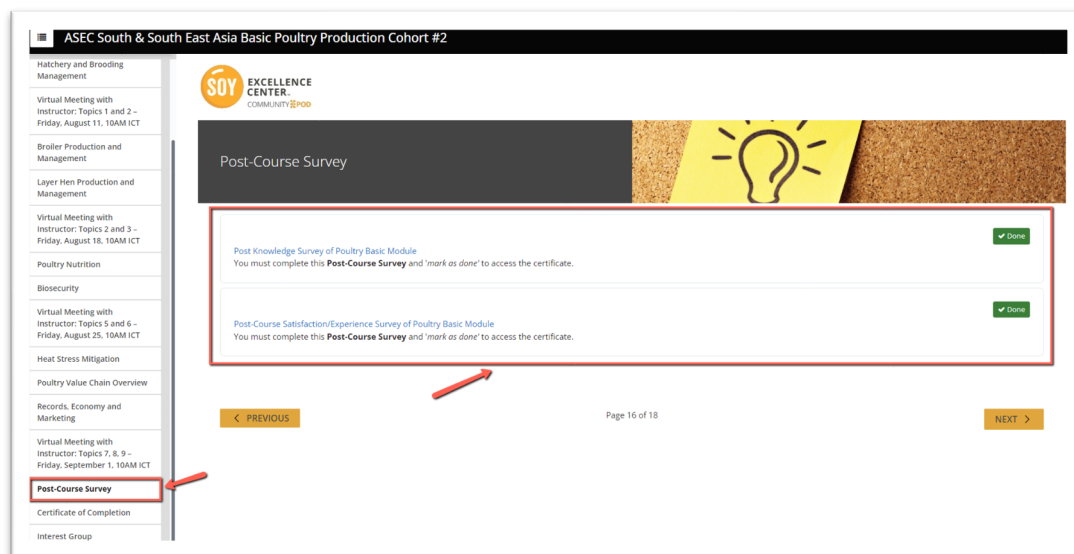 ASEC South & South East Asia Basic Poultry Production Cohort #2
Hatchery and Brooding
Management
Virtual Meeting with
Instructor: Topics 1 and 2 –
Friday, August 11, 10AM ICT
Broiler Production and
Management
Layer Hen Production and
Management
Virtual Meeting with
Instructor: Topics 2 and 3 –
Friday, August 18, 10AM ICT
Poultry Nutrition
Biosecurity
Virtual Meeting with
Instructor: Topics 5 and 6 –
Friday, August 25, 10AM ICT
Heat Stress Mitigation
Poultry Value Chain Overview
Records, Economy and
Marketing
Virtual Meeting with
Instructor: Topics 7, 8, 9 –
Friday, September 1, 10AM ICT
Post-Course Survey
Certificate of Completion
Interest Group
SOY EXCELLENCE
CENTER
COMMUNITY POD
Post-Course Survey
Done
Post Knowledge Survey of Poultry Basic Module
You must complete this Post-Course Survey and 'mark as done' to access the certificate.
Done
Post-Course Satisfaction/Experience Survey of Poultry Basic Module
You must complete this Post-Course Survey and 'mark as done' to access the certificate.
PREVIOUS
Page 16 of 18
NEXT